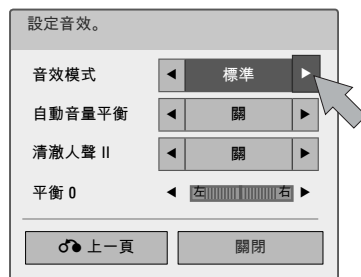 設定音效。
音效模式 ◀ 標準 ▶
自動音量平衡 ◀ 關 ▶
清澈人聲 II ◀ 關 ▶
平衡 0 ◀ 左 右 ▶
上一頁 關閉